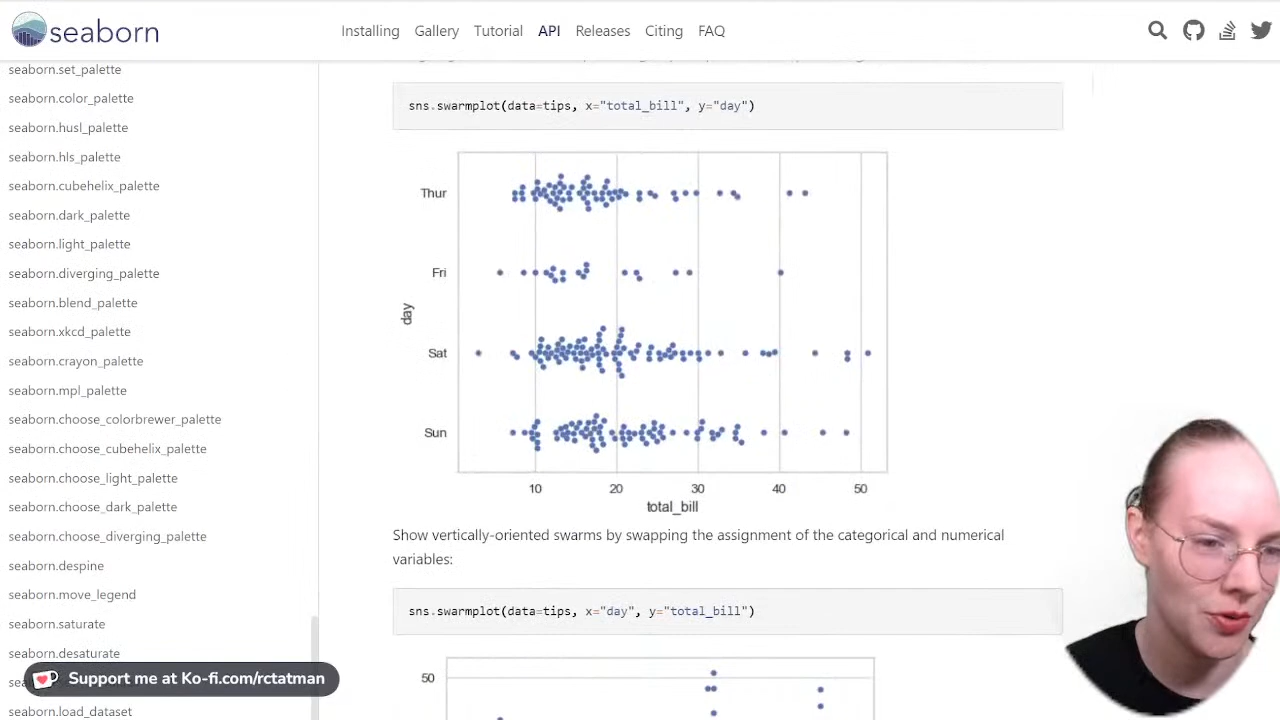 seaborn
Installing Gallery Tutorial API Releases Citing FAQ
seaborn.set_palette
seaborn.color_palette
seaborn.husl_palette
seaborn.hls_palette
seaborn.cubehelix_palette
seaborn.dark_palette
seaborn.light_palette
seaborn.diverging_palette
seaborn.blend_palette
seaborn.xkcd_palette
seaborn.crayon_palette
seaborn.mpl_palette
seaborn.choose_colorbrewer_palette
seaborn.choose_cubehelix_palette
seaborn.choose_light_palette
seaborn.choose_dark_palette
seaborn.choose_diverging_palette
seaborn.despine
seaborn.move_legend
seaborn.saturate
seaborn.desaturate
Support me at Ko-fi.com/rctatman
seaborn.load_dataset
sns.swarmplot(data=tips, x="total_bill", y="day")
Thur
Fri
day
Sat
Sun
10 20 30 40 50
total_bill
Show vertically-oriented swarms by swapping the assignment of the categorical and numerical
variables:
sns.swarmplot(data=tips, x="day", y="total_bill")
50